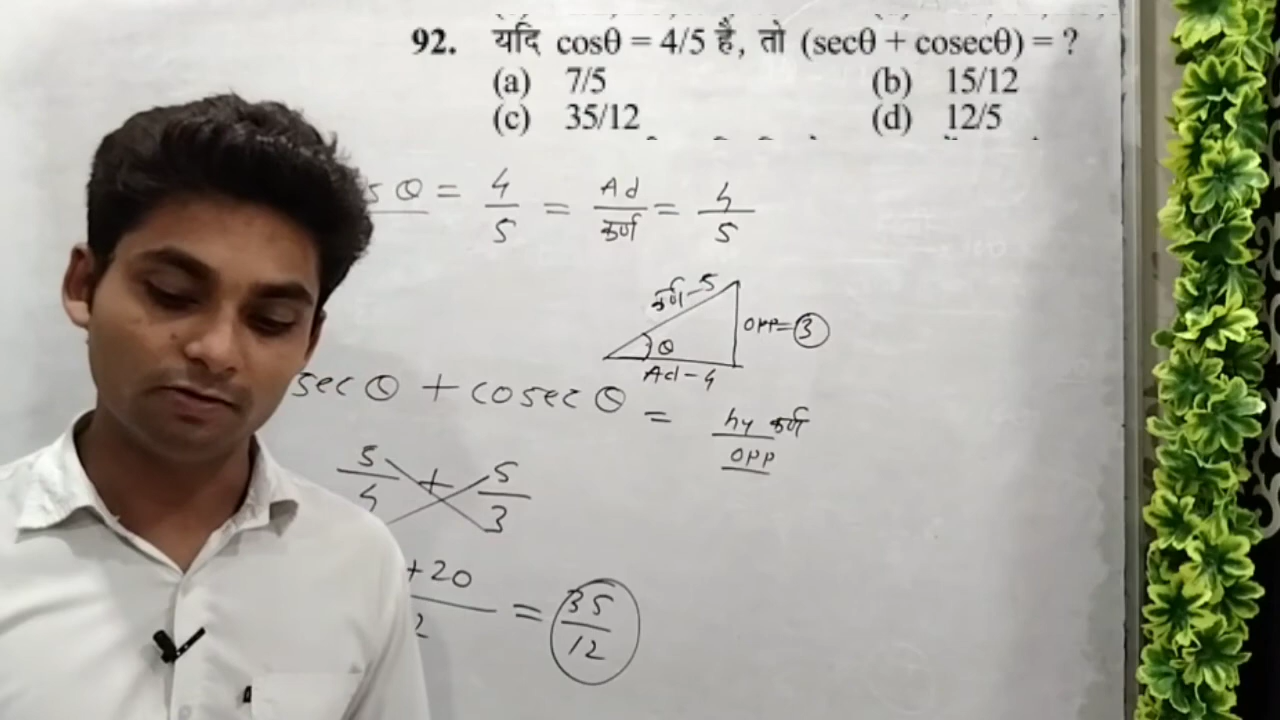 92. यदि cosθ = 4/5 है, तो (secθ + cosecθ) = ?
(a) 7/5 (b) 15/12
(c) 35/12 (d) 12/5
s θ = 4/5 = Ad/कर्ण = 4/5
कर्ण-5
opp=3
θ
Ad-4
sec θ + cosec θ = hy कर्ण/opp
5/4 + 5/3
+20/2 = 35/12